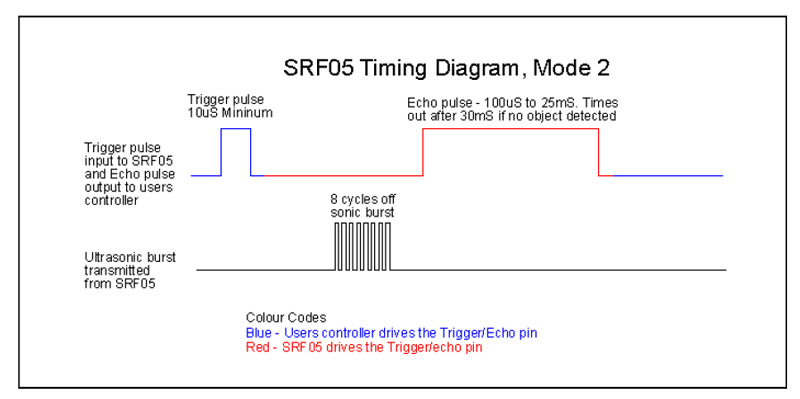 SRF05 Timing Diagram, Mode 2
Trigger pulse
10uS Mininum
Echo pulse - 100uS to 25mS. Times
out after 30mS if no object detected
Trigger pulse
input to SRF05
and Echo pulse
output to users
controller
8 cycles off
sonic burst
Ultrasonic burst
transmitted
from SRF05
Colour Codes
Blue - Users controller drives the Trigger/Echo pin
Red - SRF05 drives the Trigger/echo pin